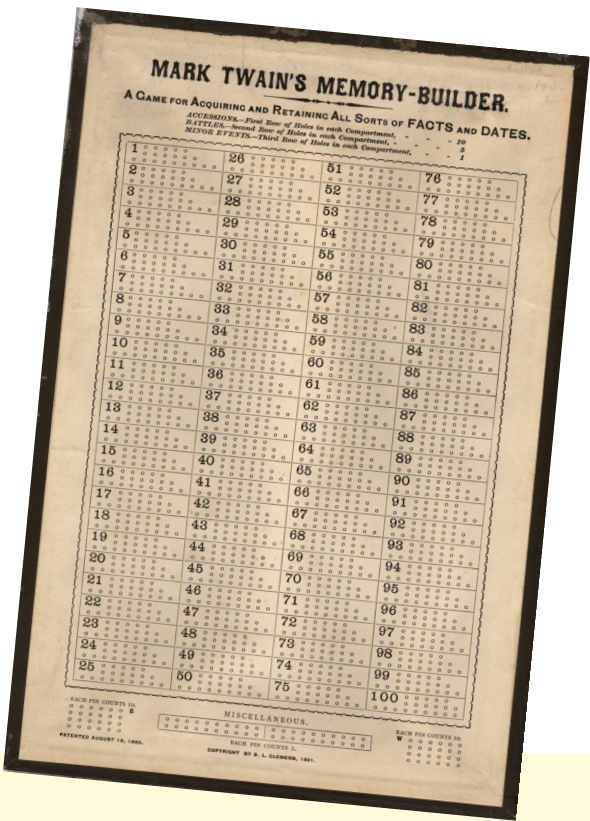 MARK TWAIN'S MEMORY-BUILDER.
A GAME FOR ACQUIRING AND RETAINING ALL SORTS OF FACTS AND DATES.
ACCESSIONS.—First Row of Holes in each Compartment, - - - 10
BATTLES.—Second Row of Holes in each Compartment, - - - 5
MINOR EVENTS.—Third Row of Holes in each Compartment, - - - 1
1 26 51 76
2 27 52 77
3 28 53 78
4 29 54 79
5 30 55 80
6 31 56 81
7 32 57 82
8 33 58 83
9 34 59 84
10 35 60 85
11 36 61 86
12 37 62 87
13 38 63 88
14 39 64 89
15 40 65 90
16 41 66 91
17 42 67 92
18 43 68 93
19 44 69 94
20 45 70 95
21 46 71 96
22 47 72 97
23 48 73 98
24 49 74 99
25 50 75 100
EACH PIN COUNTS 10.
B
MISCELLANEOUS.
EACH PIN COUNTS 1.
EACH PIN COUNTS 10.
W
PATENTED AUGUST 18, 1885.
COPYRIGHT BY S. L. CLEMENS, 1891.